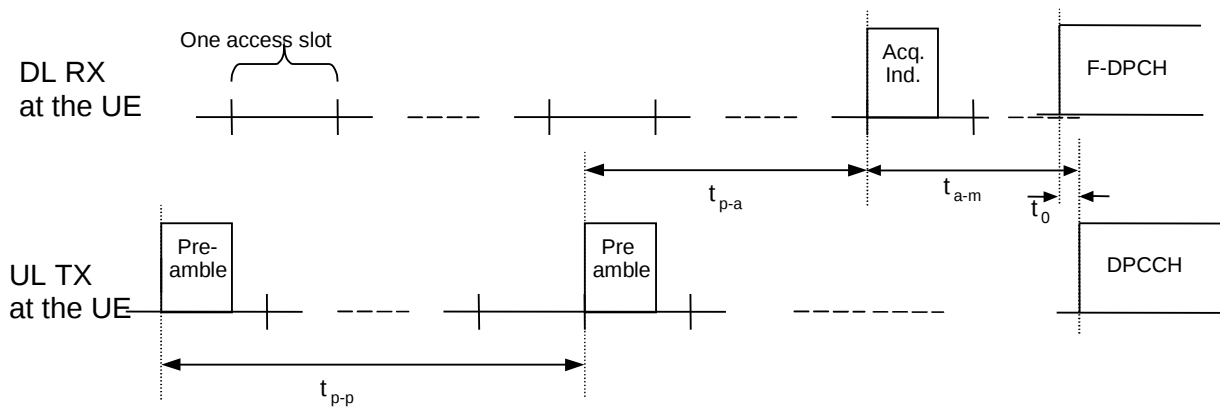 One access slot
DL RX
at the UE
Acq.
Ind.
F-DPCH
t p-a
t a-m
t 0
UL TX
at the UE
Pre-
amble
Pre
amble
DPCCH
t p-p